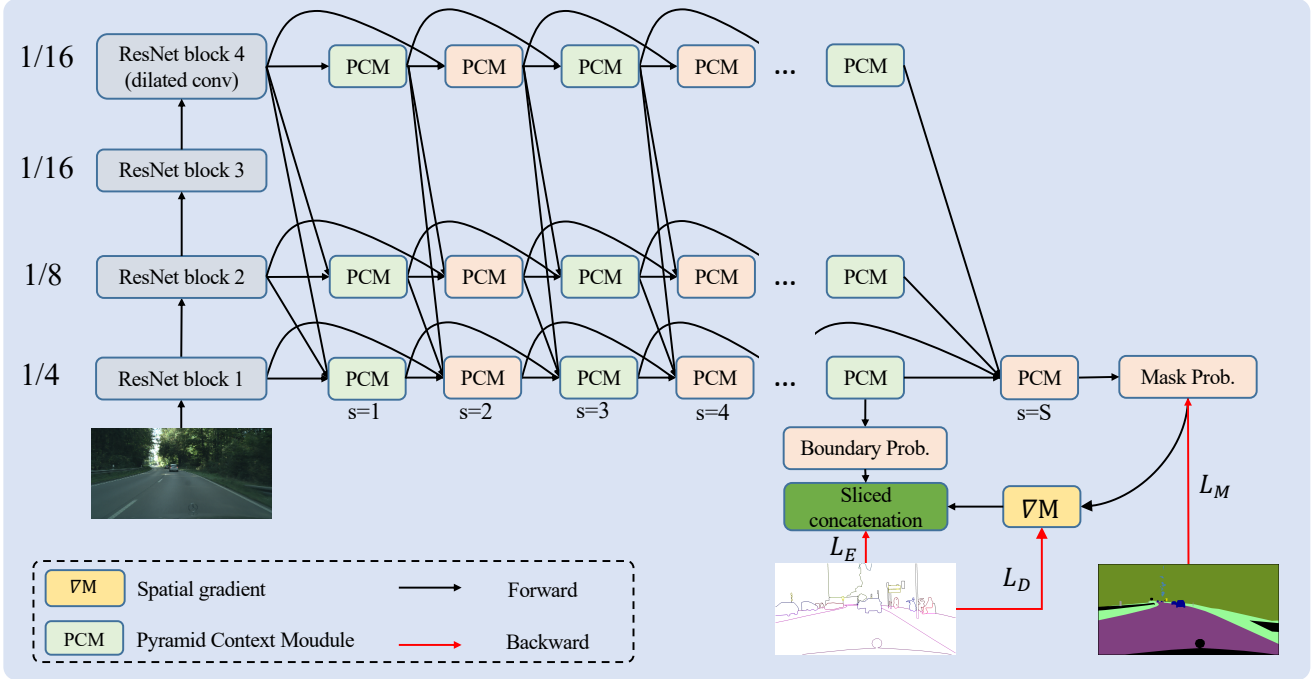 1/16
ResNet block 4
(dilated conv)
PCM
PCM
PCM
PCM
...
PCM
1/16
ResNet block 3
1/8
ResNet block 2
PCM
PCM
PCM
PCM
...
PCM
1/4
ResNet block 1
PCM
PCM
PCM
PCM
...
PCM
PCM
Mask Prob.
s=1
s=2
s=3
s=4
s=S
Boundary Prob.
Sliced
concatenation
∇M
L_M
L_E
L_D
∇M
Spatial gradient
Forward
PCM
Pyramid Context Moudule
Backward